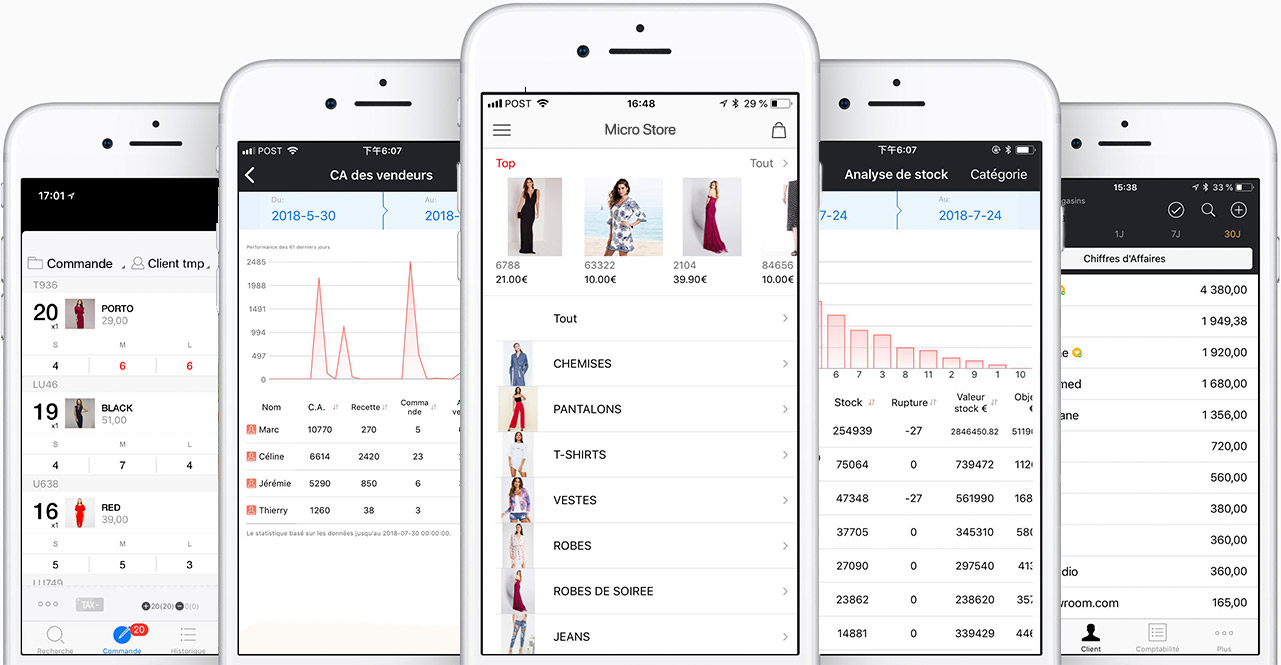 17:01
Commande
Client tmp
T936
20
x1
PORTO
29,00
S M L
4 6 6
LU46
19
x1
BLACK
51,00
S M L
4 7 4
U638
16
x1
RED
39,00
S M L
5 5 3
LU749
TAX-
20(20) 0(0)
20
Recherche Commande Historique
POST
下午6:07
CA des vendeurs
Du: Au:
2018-5-30 2018-
Performance des 61 derniers jours
2485
1988
1491
994
497
0
Nom C.A. Recette Comma
nde
Marc 10770 270 5
Céline 6614 2420 23
Jérémie 5290 850 6
Thierry 1260 38 3
Le statistique basé sur les données jusqu'au 2018-07-30 00:00:00.
POST 16:48 29 %
Micro Store
Top Tout
6788 63322 2104 84656
21.00€ 10.00€ 39.90€ 10.00€
Tout
CHEMISES
PANTALONS
T-SHIRTS
VESTES
ROBES
ROBES DE SOIREE
JEANS
下午6:07
Analyse de stock Catégorie
Au:
7-24 2018-7-24
6 7 3 8 11 2 9 1 10
Stock Rupture Valeur
stock € Obje
€
254939 -27 2846450.82 51190
75064 0 739472 1120
47348 -27 561990 168
37705 0 345310 580
27090 0 297540 413
23862 0 238620 357
14881 0 339429 446
15:38 33 %
gasins
1J 7J 30J
Chiffres d'Affaires
4 380,00
1 949,38
e 1 920,00
med 1 680,00
ane 1 356,00
720,00
560,00
380,00
360,00
dio 360,00
wroom.com 165,00
Client Comptabilité Plus